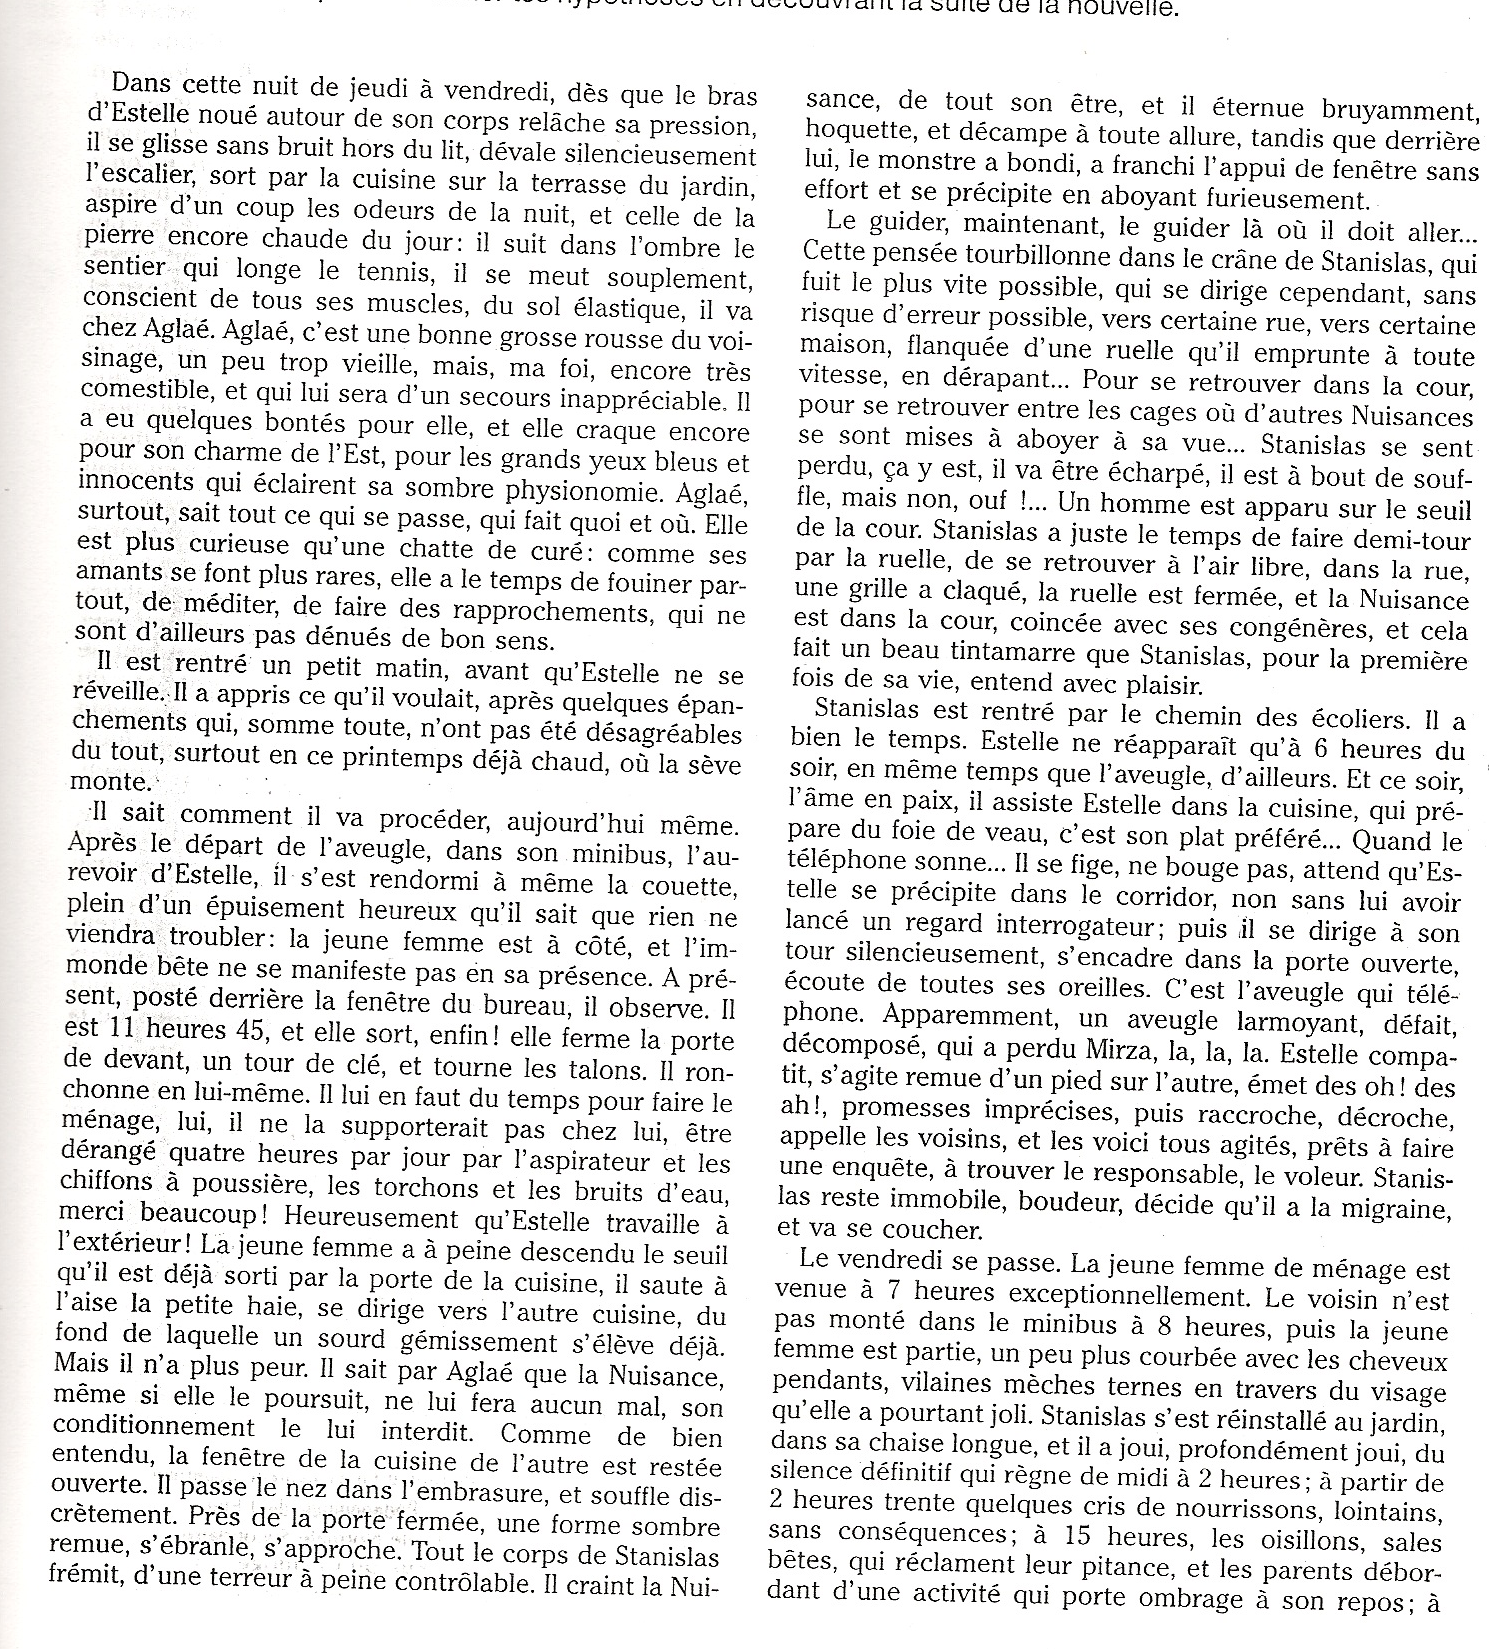 tes hypothèses en découvrant la suite de la nouvelle.
Dans cette nuit de jeudi à vendredi, dès que le bras
d'Estelle noué autour de son corps relâche sa pression,
il se glisse sans bruit hors du lit, dévale silencieusement
l'escalier, sort par la cuisine sur la terrasse du jardin,
aspire d'un coup les odeurs de la nuit, et celle de la
pierre encore chaude du jour: il suit dans l'ombre le
sentier qui longe le tennis, il se meut souplement,
conscient de tous ses muscles, du sol élastique, il va
chez Aglaé. Aglaé, c'est une bonne grosse rousse du voi-
sinage, un peu trop vieille, mais, ma foi, encore très
comestible, et qui lui sera d'un secours inappréciable. Il
a eu quelques bontés pour elle, et elle craque encore
pour son charme de l'Est, pour les grands yeux bleus et
innocents qui éclairent sa sombre physionomie. Aglaé,
surtout, sait tout ce qui se passe, qui fait quoi et où. Elle
est plus curieuse qu'une chatte de curé: comme ses
amants se font plus rares, elle a le temps de fouiner par-
tout, de méditer, de faire des rapprochements, qui ne
sont d'ailleurs pas dénués de bon sens.
Il est rentré un petit matin, avant qu'Estelle ne se
réveille. Il a appris ce qu'il voulait, après quelques épan-
chements qui, somme toute, n'ont pas été désagréables
du tout, surtout en ce printemps déjà chaud, où la sève
monte.
Il sait comment il va procéder, aujourd'hui même.
Après le départ de l'aveugle, dans son minibus, l'au-
revoir d'Estelle, il s'est rendormi à même la couette,
plein d'un épuisement heureux qu'il sait que rien ne
viendra troubler: la jeune femme est à côté, et l'im-
monde bête ne se manifeste pas en sa présence. A pré-
sent, posté derrière la fenêtre du bureau, il observe. Il
est 11 heures 45, et elle sort, enfin! elle ferme la porte
de devant, un tour de clé, et tourne les talons. Il ron-
chonne en lui-même. Il lui en faut du temps pour faire le
ménage, lui, il ne la supporterait pas chez lui, être
dérangé quatre heures par jour par l'aspirateur et les
chiffons à poussière, les torchons et les bruits d'eau,
merci beaucoup! Heureusement qu'Estelle travaille à
l'extérieur! La jeune femme a à peine descendu le seuil
qu'il est déjà sorti par la porte de la cuisine, il saute à
l'aise la petite haie, se dirige vers l'autre cuisine, du
fond de laquelle un sourd gémissement s'élève déjà.
Mais il n'a plus peur. Il sait par Aglaé que la Nuisance,
même si elle le poursuit, ne lui fera aucun mal, son
conditionnement le lui interdit. Comme de bien
entendu, la fenêtre de la cuisine de l'autre est restée
ouverte. Il passe le nez dans l'embrasure, et souffle dis-
crètement. Près de la porte fermée, une forme sombre
remue, s'ébranle, s'approche. Tout le corps de Stanislas
frémit, d'une terreur à peine contrôlable. Il craint la Nui-
sance, de tout son être, et il éternue bruyamment,
hoquette, et décampe à toute allure, tandis que derrière
lui, le monstre a bondi, a franchi l'appui de fenêtre sans
effort et se précipite en aboyant furieusement.
Le guider, maintenant, le guider là où il doit aller...
Cette pensée tourbillonne dans le crâne de Stanislas, qui
fuit le plus vite possible, qui se dirige cependant, sans
risque d'erreur possible, vers certaine rue, vers certaine
maison, flanquée d'une ruelle qu'il emprunte à toute
vitesse, en dérapant... Pour se retrouver dans la cour,
pour se retrouver entre les cages où d'autres Nuisances
se sont mises à aboyer à sa vue... Stanislas se sent
perdu, ça y est, il va être écharpé, il est à bout de souf-
fle, mais non, ouf !... Un homme est apparu sur le seuil
de la cour. Stanislas a juste le temps de faire demi-tour
par la ruelle, de se retrouver à l'air libre, dans la rue,
une grille a claqué, la ruelle est fermée, et la Nuisance
est dans la cour, coincée avec ses congénères, et cela
fait un beau tintamarre que Stanislas, pour la première
fois de sa vie, entend avec plaisir.
Stanislas est rentré par le chemin des écoliers. Il a
bien le temps. Estelle ne réapparaît qu'à 6 heures du
soir, en même temps que l'aveugle, d'ailleurs. Et ce soir,
l'âme en paix, il assiste Estelle dans la cuisine, qui pré-
pare du foie de veau, c'est son plat préféré... Quand le
téléphone sonne... Il se fige, ne bouge pas, attend qu'Es-
telle se précipite dans le corridor, non sans lui avoir
lancé un regard interrogateur; puis il se dirige à son
tour silencieusement, s'encadre dans la porte ouverte,
écoute de toutes ses oreilles. C'est l'aveugle qui télé-
phone. Apparemment, un aveugle larmoyant, défait,
décomposé, qui a perdu Mirza, la, la, la. Estelle compa-
tit, s'agite remue d'un pied sur l'autre, émet des oh! des
ah!, promesses imprécises, puis raccroche, décroche,
appelle les voisins, et les voici tous agités, prêts à faire
une enquête, à trouver le responsable, le voleur. Stanis-
las reste immobile, boudeur, décide qu'il a la migraine,
et va se coucher.
Le vendredi se passe. La jeune femme de ménage est
venue à 7 heures exceptionnellement. Le voisin n'est
pas monté dans le minibus à 8 heures, puis la jeune
femme est partie, un peu plus courbée avec les cheveux
pendants, vilaines mèches ternes en travers du visage
qu'elle a pourtant joli. Stanislas s'est réinstallé au jardin,
dans sa chaise longue, et il a joui, profondément joui, du
silence définitif qui règne de midi à 2 heures; à partir de
2 heures trente quelques cris de nourrissons, lointains,
sans conséquences; à 15 heures, les oisillons, sales
bêtes, qui réclament leur pitance, et les parents débor-
dant d'une activité qui porte ombrage à son repos; à